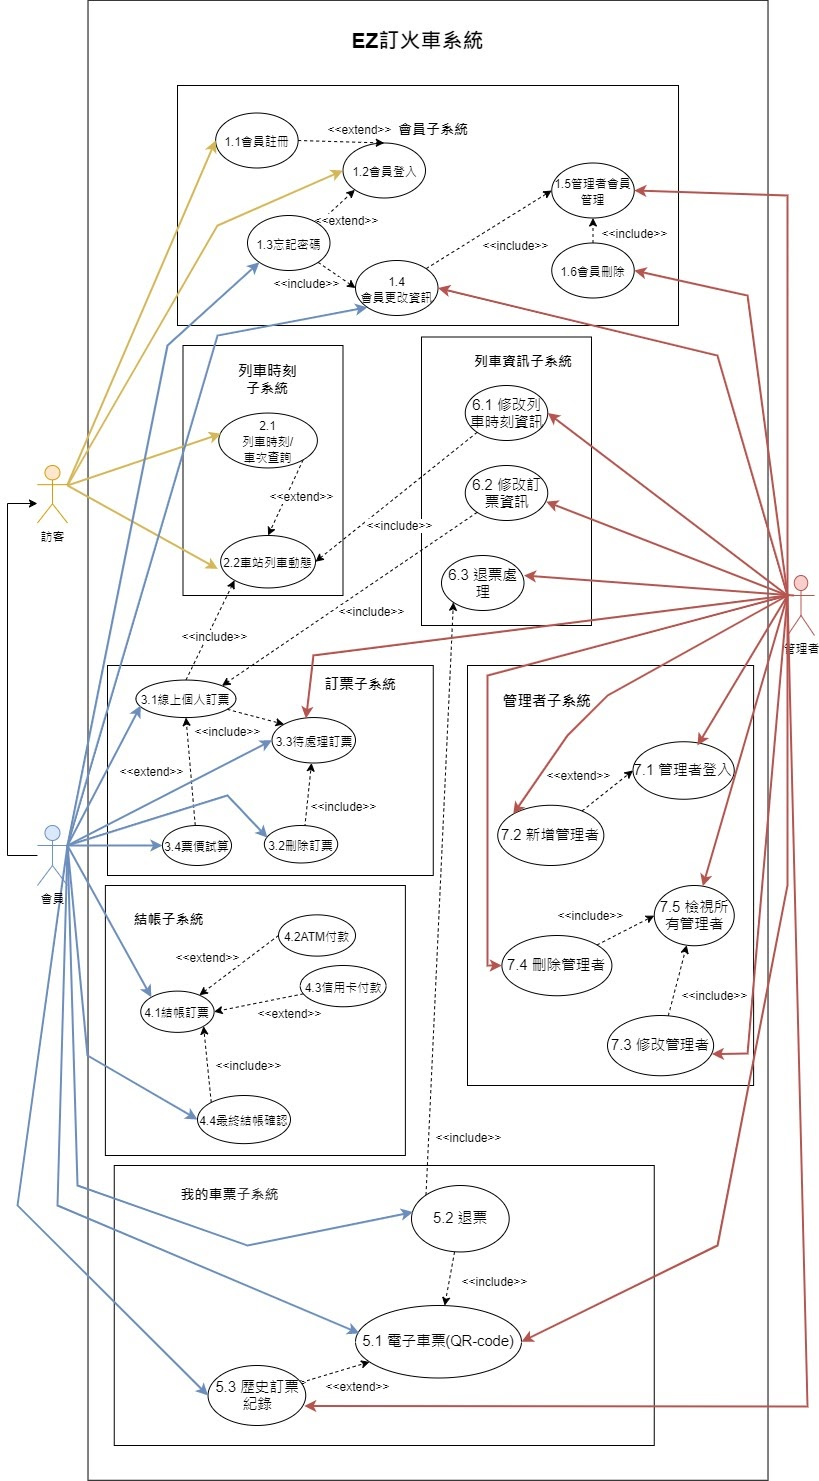 EZ訂火車系統
會員子系統
1.1會員註冊
<<extend>>
1.2會員登入
1.5管理者會員
管理
<<extend>>
1.3忘記密碼
<<include>>
<<include>>
<<include>>
1.4
會員更改資訊
1.6會員刪除
列車時刻
子系統
2.1
列車時刻/
車次查詢
<<extend>>
2.2車站列車動態
列車資訊子系統
6.1 修改列
車時刻資訊
6.2 修改訂
票資訊
<<include>>
6.3 退票處
理
<<include>>
<<include>>
訪客
管理者
會員
訂票子系統
3.1線上個人訂票
<<include>>
3.3待處理訂票
<<extend>>
<<include>>
3.4票價試算
3.2刪除訂票
管理者子系統
7.1 管理者登入
<<extend>>
7.2 新增管理者
7.5 檢視所
有管理者
<<include>>
7.4 刪除管理者
<<include>>
7.3 修改管理者
結帳子系統
4.2ATM付款
<<extend>>
4.3信用卡付款
4.1結帳訂票
<<extend>>
<<include>>
4.4最終結帳確認
<<include>>
我的車票子系統
5.2 退票
<<include>>
5.1 電子車票(QR-code)
5.3 歷史訂票
紀錄
<<extend>>